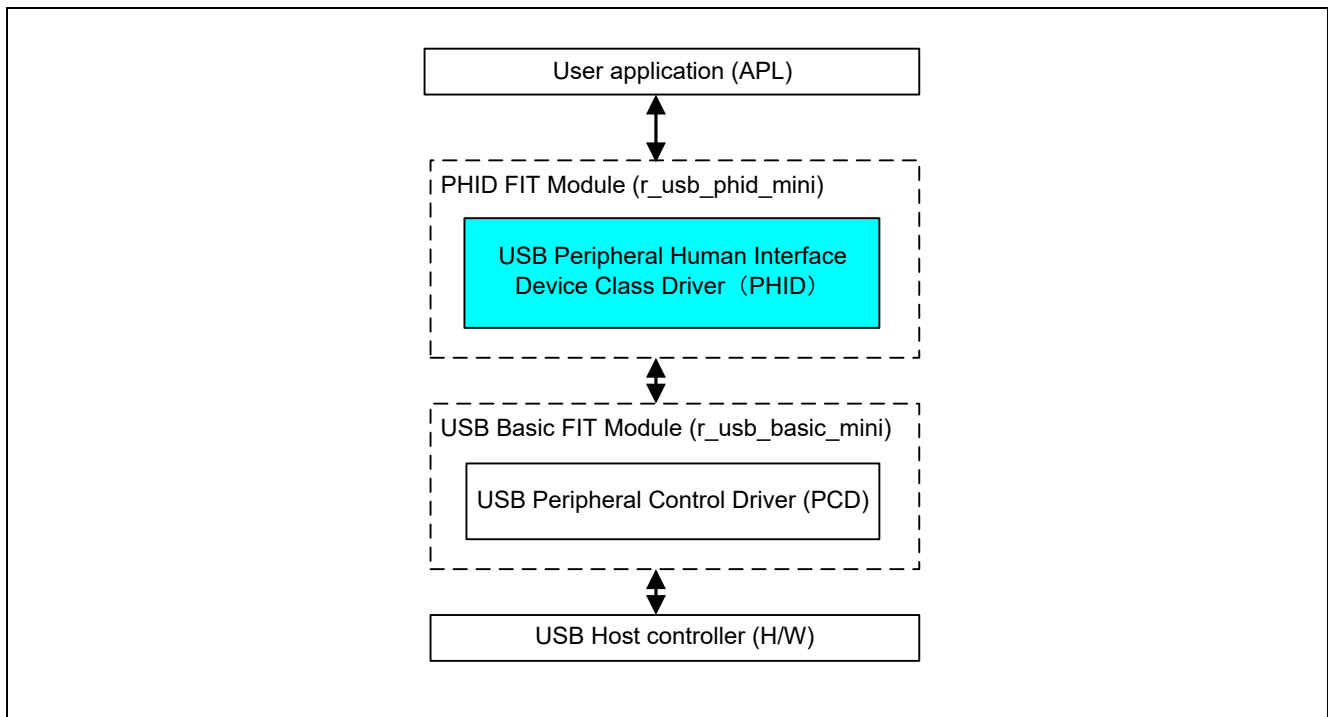 User application (APL)
PHID FIT Module (r_usb_phid_mini)
USB Peripheral Human Interface
Device Class Driver（PHID）
USB Basic FIT Module (r_usb_basic_mini)
USB Peripheral Control Driver (PCD)
USB Host controller (H/W)